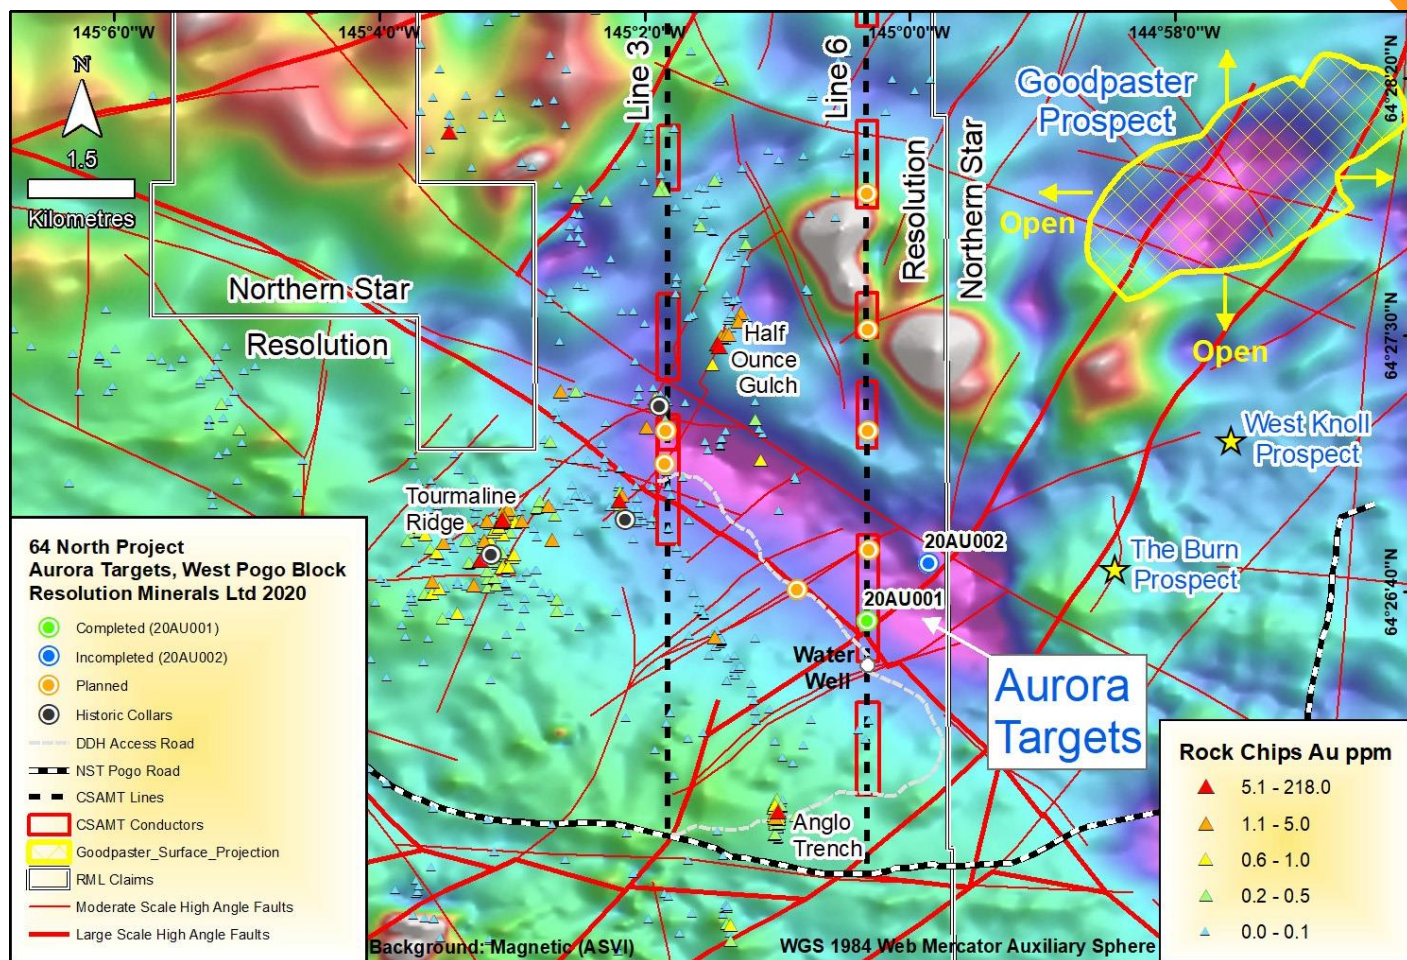 145°6'0"W
145°4'0"W
145°2'0"W
145°0'0"W
144°58'0"W
64°28'20"N
64°27'30"N
64°26'40"N
N
1.5
Kilometres
Line 3
Line 6
Goodpaster
Prospect
Open
Open
Resolution
Northern Star
Northern Star
Resolution
Half
Ounce
Gulch
West Knoll
Prospect
Tourmaline
Ridge
20AU002
The Burn
Prospect
20AU001
Water
Well
Aurora
Targets
Anglo
Trench
64 North Project
Aurora Targets, West Pogo Block
Resolution Minerals Ltd 2020
Completed (20AU001)
Incompleted (20AU002)
Planned
Historic Collars
DDH Access Road
NST Pogo Road
CSAMT Lines
CSAMT Conductors
Goodpaster_Surface_Projection
RML Claims
Moderate Scale High Angle Faults
Large Scale High Angle Faults
Rock Chips Au ppm
5.1 - 218.0
1.1 - 5.0
0.6 - 1.0
0.2 - 0.5
0.0 - 0.1
Background: Magnetic (ASVI)
WGS 1984 Web Mercator Auxiliary Sphere